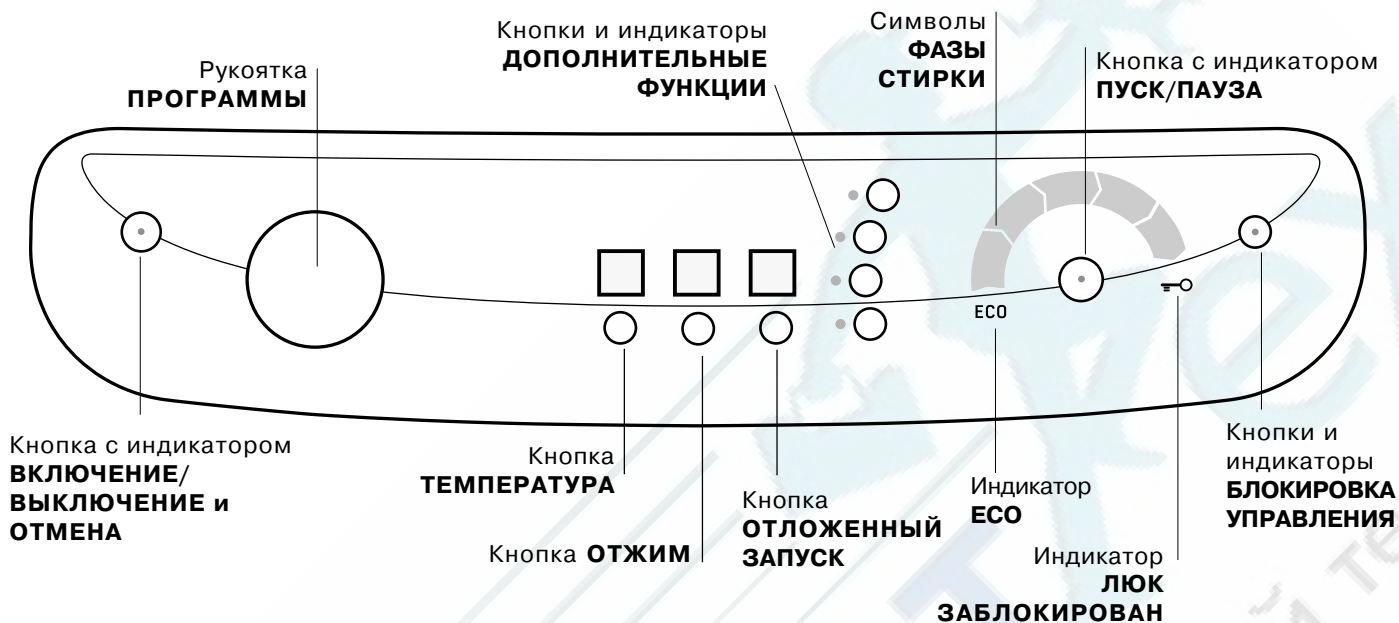 Рукоятка
ПРОГРАММЫ
Кнопки и индикаторы
ДОПОЛНИТЕЛЬНЫЕ
ФУНКЦИИ
Символы
ФАЗЫ
СТИРКИ
Кнопка с индикатором
ПУСК/ПАУЗА
ECO
Кнопка с индикатором
ВКЛЮЧЕНИЕ/
ВЫКЛЮЧЕНИЕ и
ОТМЕНА
Кнопка
ТЕМПЕРАТУРА
Кнопка ОТЖИМ
Кнопка
ОТЛОЖЕННЫЙ
ЗАПУСК
Индикатор
ECO
Индикатор
ЛЮК
ЗАБЛОКИРОВАН
Кнопки и
индикаторы
БЛОКИРОВКА
УПРАВЛЕНИЯ